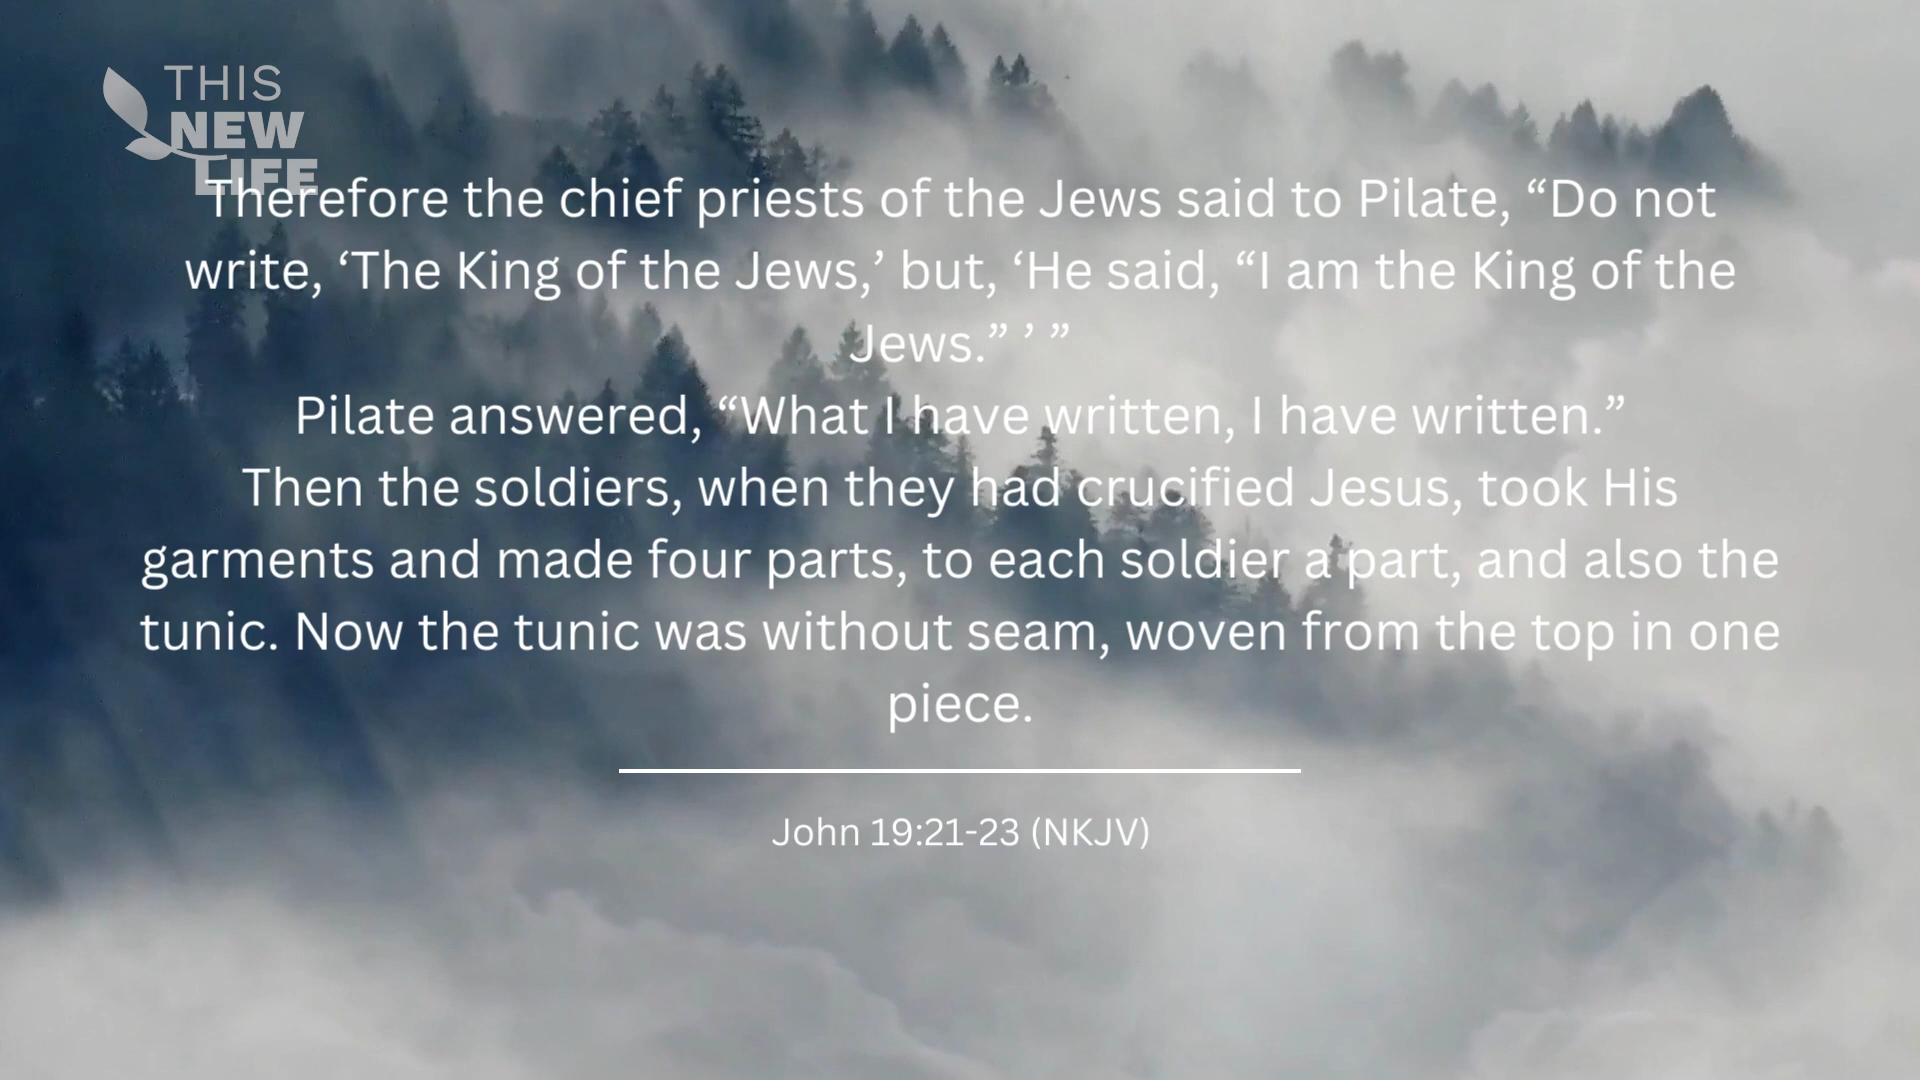 THIS
NEW
LIFE
Therefore the chief priests of the Jews said to Pilate, “Do not
write, ‘The King of the Jews,’ but, ‘He said, “I am the King of the
Jews.” ’ ”
Pilate answered, “What I have written, I have written.”
Then the soldiers, when they had crucified Jesus, took His
garments and made four parts, to each soldier a part, and also the
tunic. Now the tunic was without seam, woven from the top in one
piece.
John 19:21-23 (NKJV)